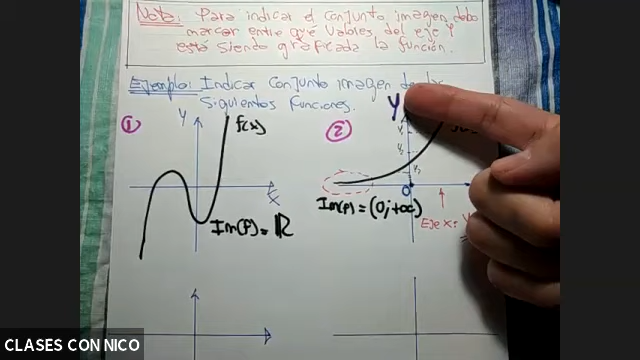 Nota: Para indicar el conjunto imagen debo
marcar entre qué valores del eje Y
está siendo graficada la función.
Ejemplo: Indicar conjunto imagen de las
siguientes funciones.
① Y f(x)
X
Im(f) = ℝ
② Y
0
Im(f) = (0; +∞)
Eje x: Y
CLASES CON NICO